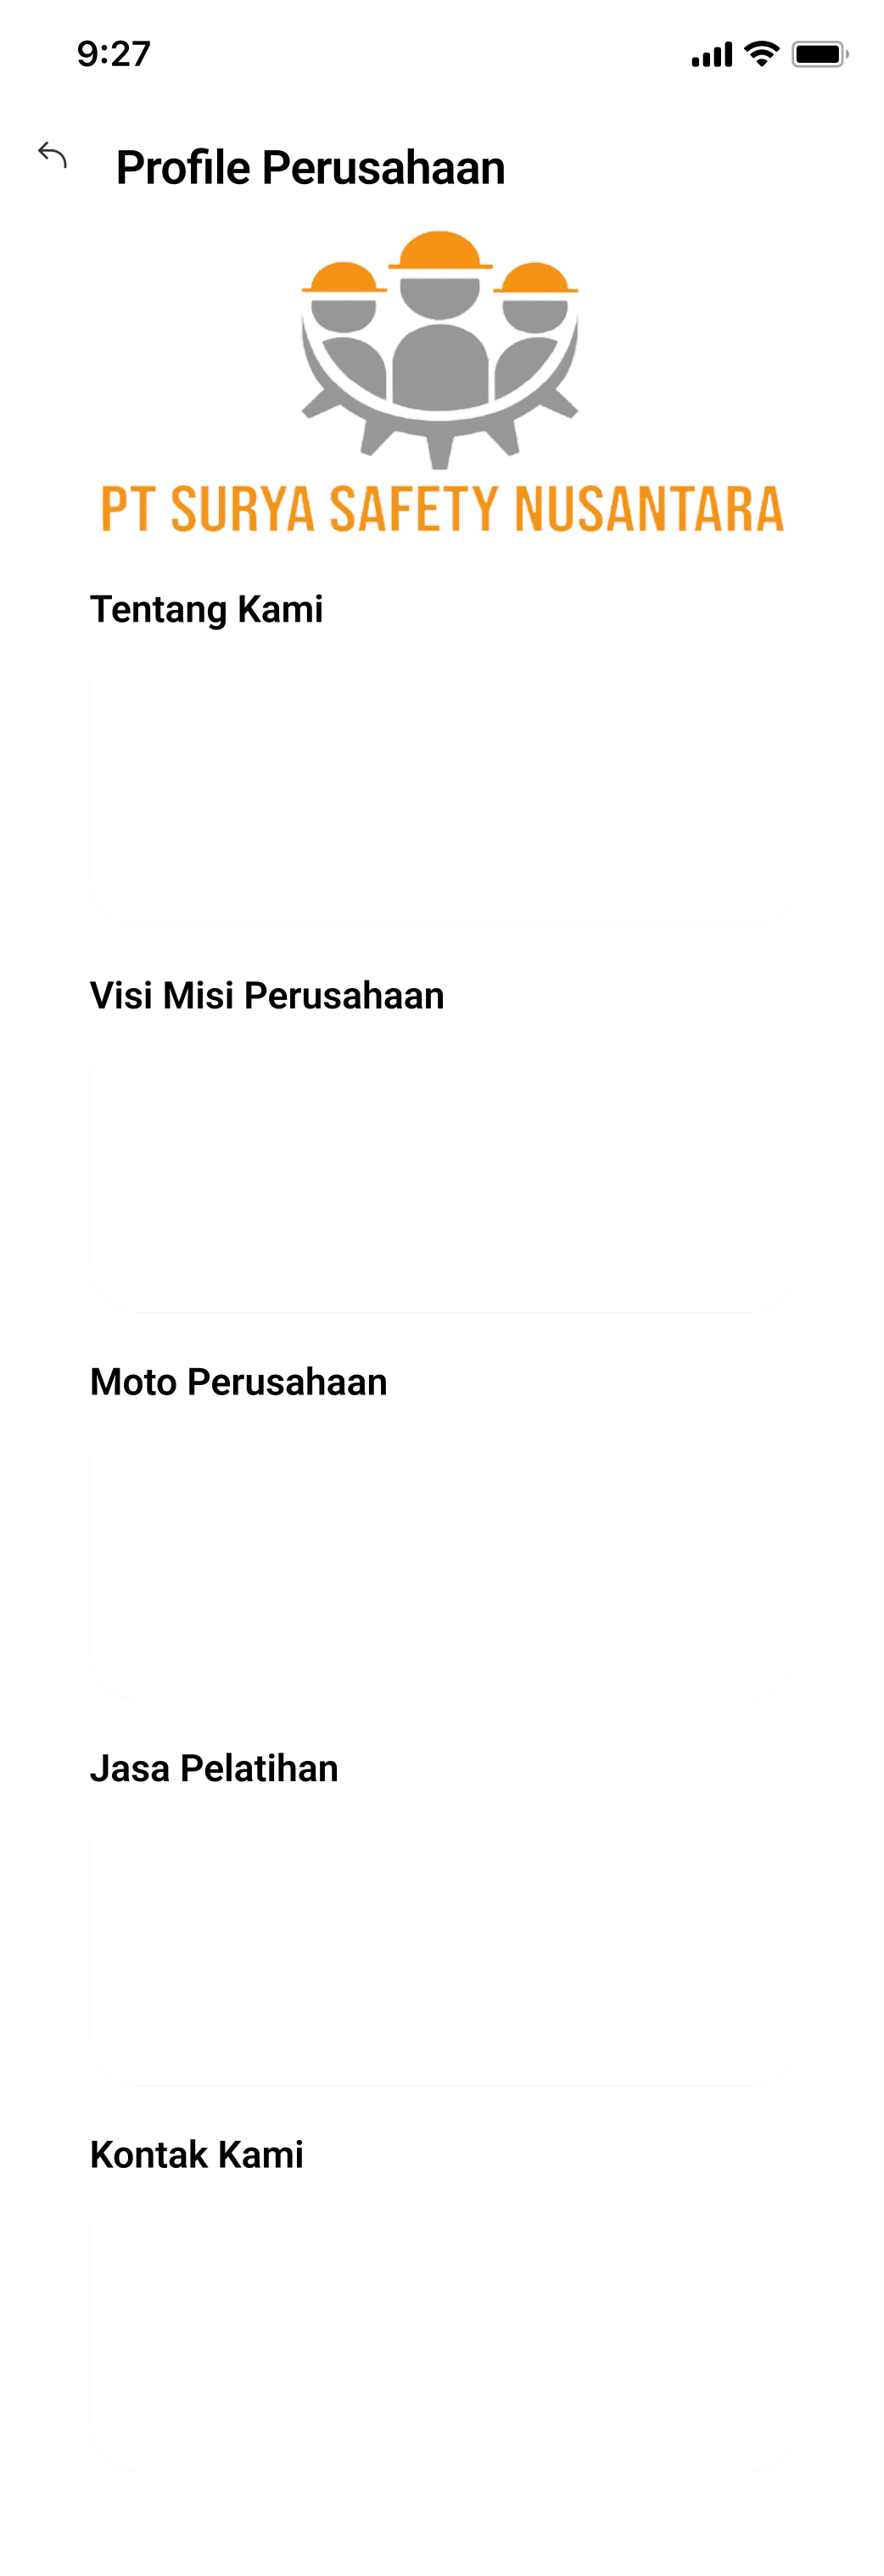 9:27
Profile Perusahaan
PT SURYA SAFETY NUSANTARA
Tentang Kami
Visi Misi Perusahaan
Moto Perusahaan
Jasa Pelatihan
Kontak Kami